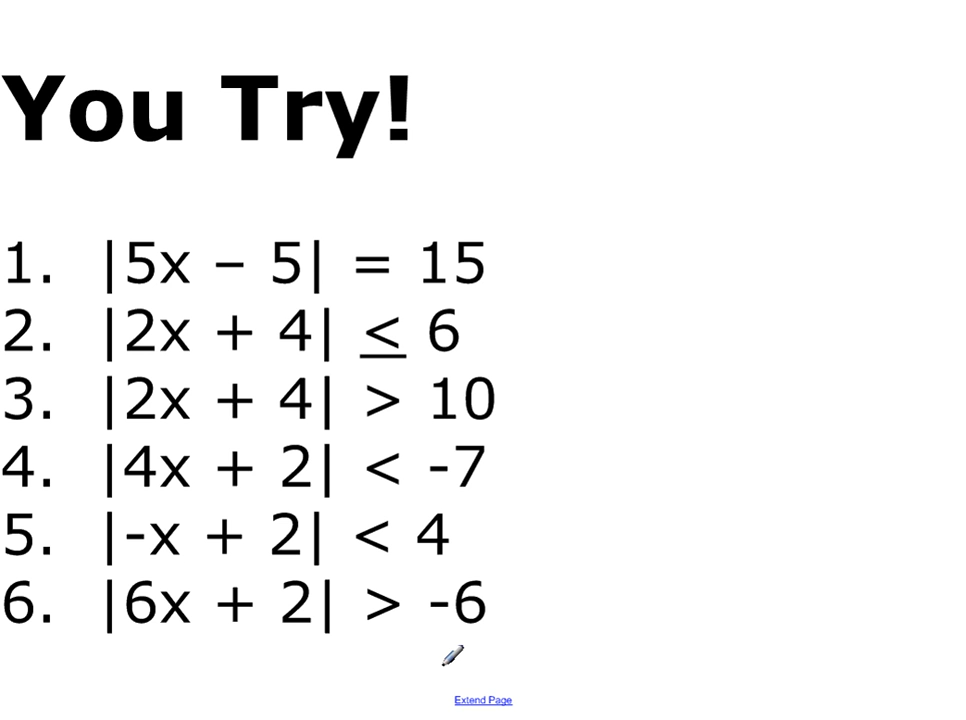 You Try!
1. |5x – 5| = 15
2. |2x + 4| ≤ 6
3. |2x + 4| > 10
4. |4x + 2| < -7
5. |-x + 2| < 4
6. |6x + 2| > -6
Extend Page